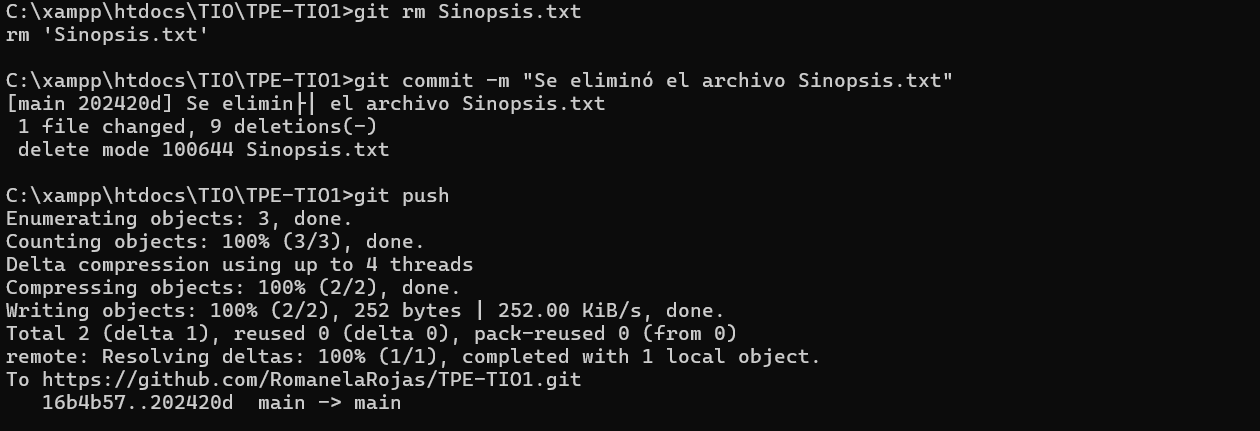 C:\xampp\htdocs\TIO\TPE-TIO1>git rm Sinopsis.txt
rm 'Sinopsis.txt'
C:\xampp\htdocs\TIO\TPE-TIO1>git commit -m "Se eliminó el archivo Sinopsis.txt"
[main 202420d] Se elimin├│ el archivo Sinopsis.txt
 1 file changed, 9 deletions(-)
 delete mode 100644 Sinopsis.txt
C:\xampp\htdocs\TIO\TPE-TIO1>git push
Enumerating objects: 3, done.
Counting objects: 100% (3/3), done.
Delta compression using up to 4 threads
Compressing objects: 100% (2/2), done.
Writing objects: 100% (2/2), 252 bytes | 252.00 KiB/s, done.
Total 2 (delta 1), reused 0 (delta 0), pack-reused 0 (from 0)
remote: Resolving deltas: 100% (1/1), completed with 1 local object.
To https://github.com/RomanelaRojas/TPE-TIO1.git
   16b4b57..202420d  main -> main